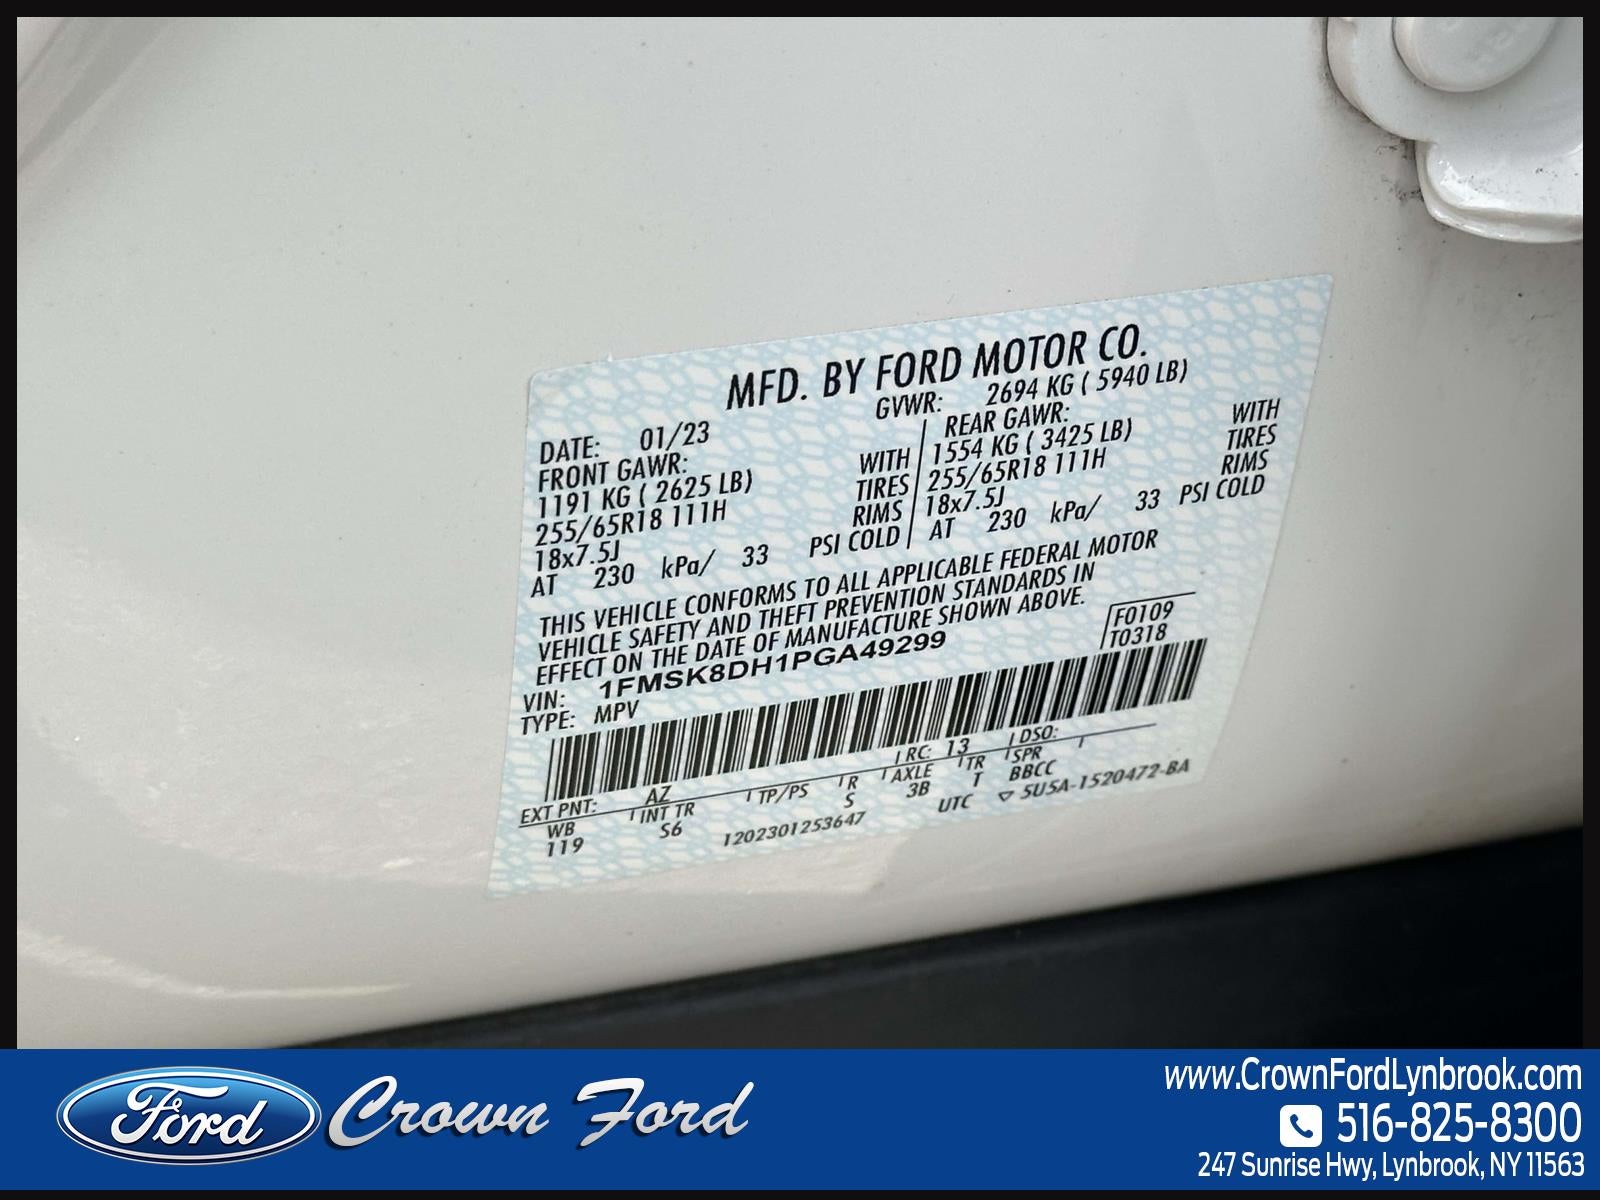 MFD. BY FORD MOTOR CO.
DATE: 01/23 GVWR: 2694 KG ( 5940 LB)
FRONT GAWR: REAR GAWR:
1191 KG ( 2625 LB) WITH 1554 KG ( 3425 LB) WITH
255/65R18 111H TIRES 255/65R18 111H TIRES
18x7.5J RIMS 18x7.5J RIMS
AT 230 kPa/ 33 PSI COLD AT 230 kPa/ 33 PSI COLD
THIS VEHICLE CONFORMS TO ALL APPLICABLE FEDERAL MOTOR
VEHICLE SAFETY AND THEFT PREVENTION STANDARDS IN
EFFECT ON THE DATE OF MANUFACTURE SHOWN ABOVE.
VIN: 1FMSK8DH1PGA49299 F0109
TYPE: MPV T0318
EXT PNT: AZ RC: 13 DSO:
WB INT TR TP/PS R AXLE TR SPR
119 S6 S 3B T BBCC
1202301253647 UTC ▽ 5U5A-1520472-BA
Ford Crown Ford
www.CrownFordLynbrook.com
516-825-8300
247 Sunrise Hwy, Lynbrook, NY 11563